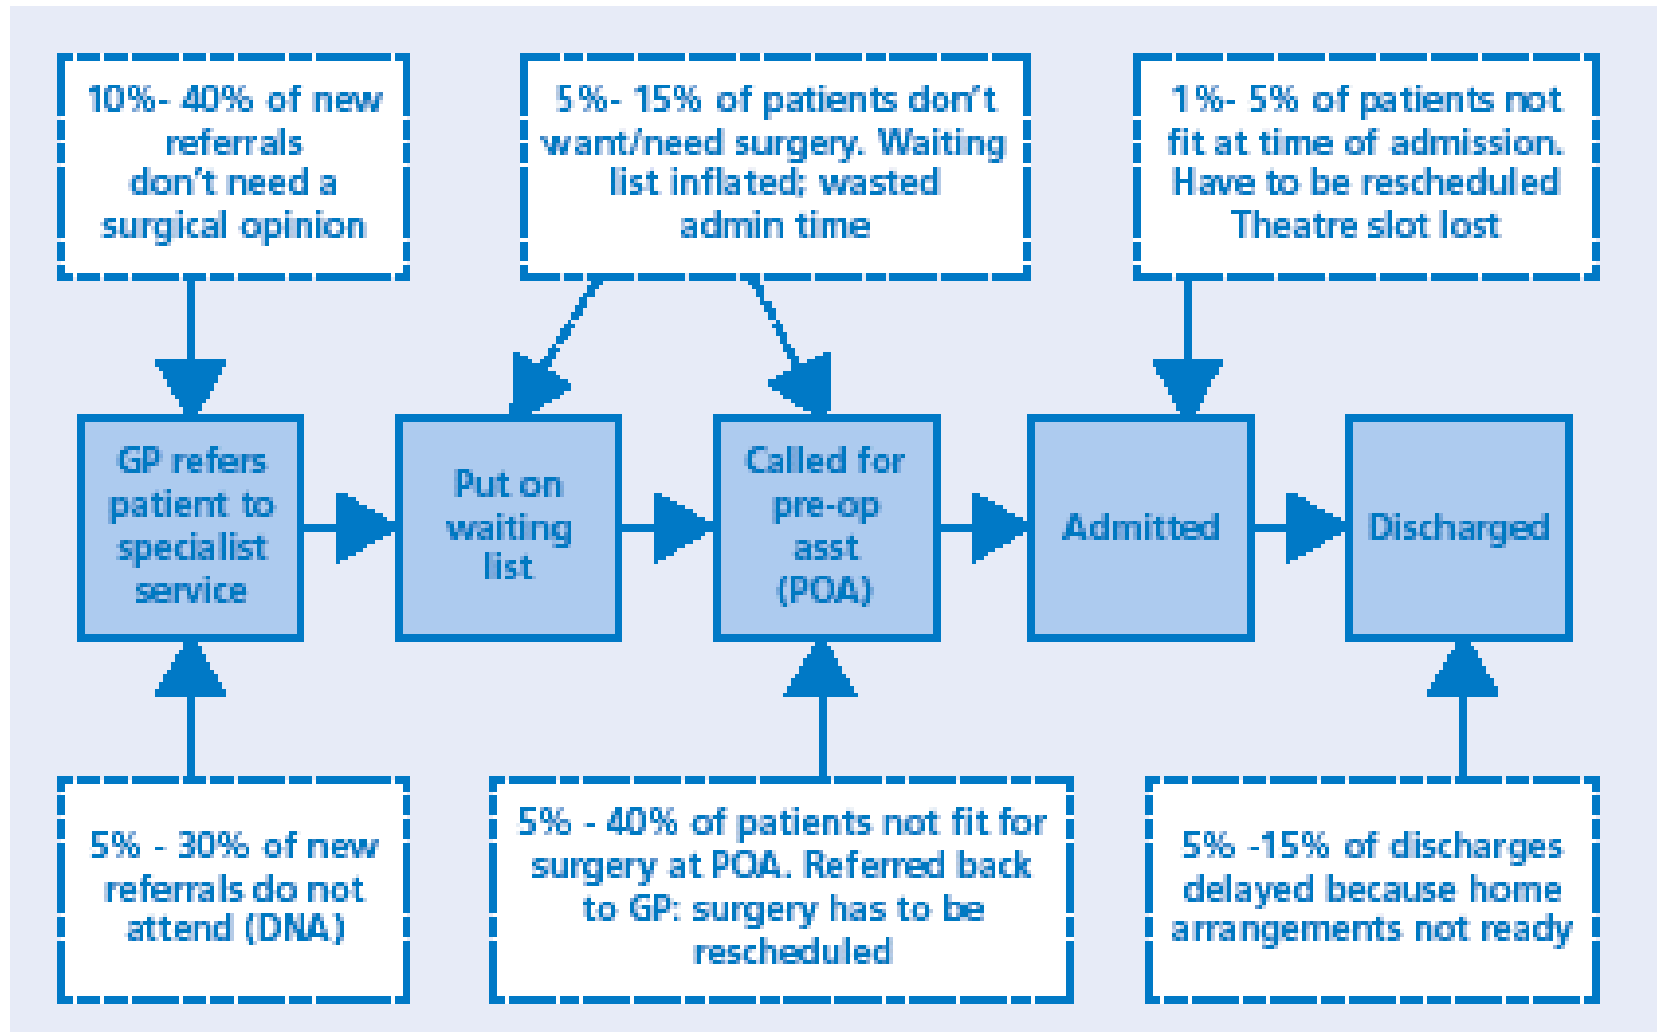 10%- 40% of new
referrals
don't need a
surgical opinion
5%- 15% of patients don't
want/need surgery. Waiting
list inflated; wasted
admin time
1%- 5% of patients not
fit at time of admission.
Have to be rescheduled
Theatre slot lost
GP refers
patient to
specialist
service
Put on
waiting
list
Called for
pre-op
asst
(POA)
Admitted
Discharged
5% - 30% of new
referrals do not
attend (DNA)
5% - 40% of patients not fit for
surgery at POA. Referred back
to GP: surgery has to be
rescheduled
5% -15% of discharges
delayed because home
arrangements not ready